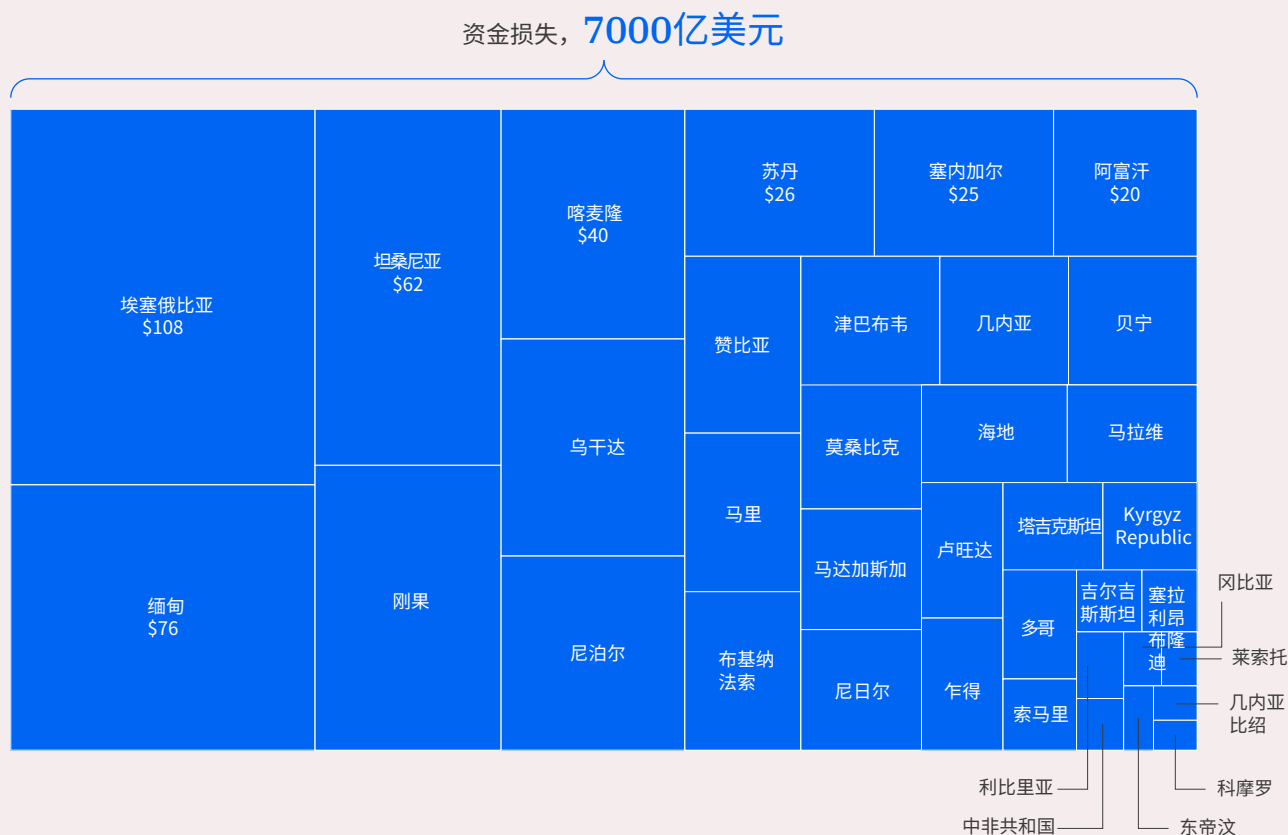 资金损失，7000亿美元
埃塞俄比亚
$108
缅甸
$76
坦桑尼亚
$62
刚果
喀麦隆
$40
乌干达
尼泊尔
苏丹
$26
塞内加尔
$25
阿富汗
$20
赞比亚
津巴布韦
几内亚
贝宁
马里
莫桑比克
海地
马拉维
布基纳
法索
马达加斯加
尼日尔
卢旺达
乍得
塔吉克斯坦
Kyrgyz
Republic
多哥
索马里
吉尔吉
斯斯坦
塞拉
利昂
布隆
迪
冈比亚
莱索托
几内亚
比绍
利比里亚
科摩罗
中非共和国
东帝汶